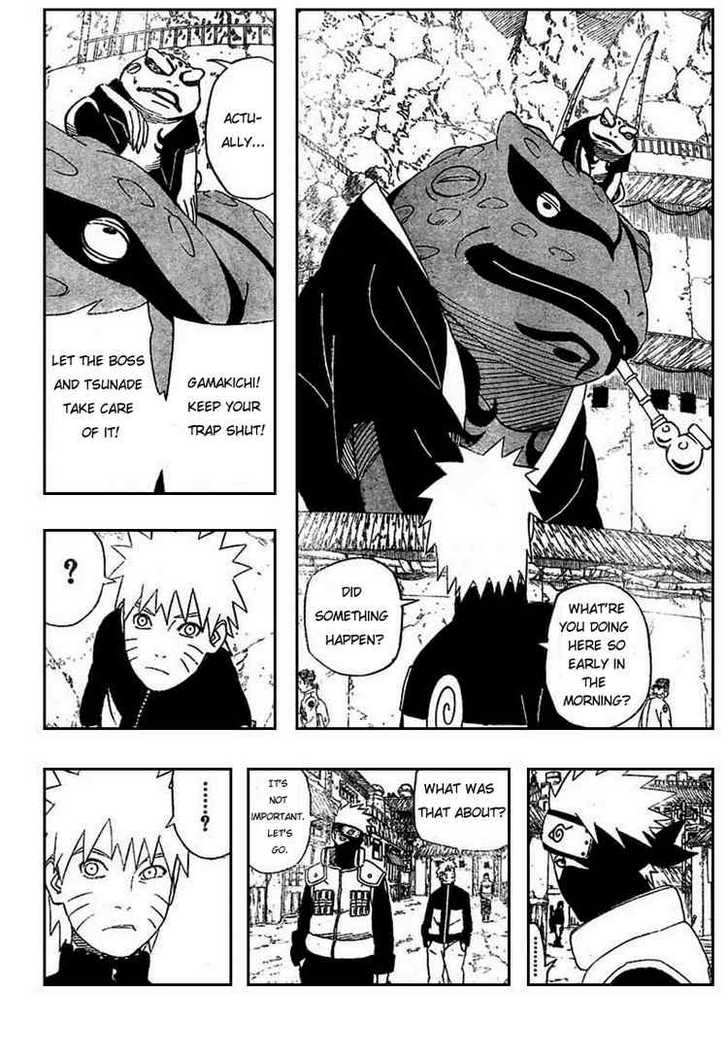 WHAT'RE
YOU DOING
HERE SO
EARLY IN
THE
MORNING?
DID
SOMETHING
HAPPEN?
ACTU-
ALLY...
GAMAKICHI!
KEEP YOUR
TRAP SHUT!
LET THE BOSS
AND TSUNADE
TAKE CARE
OF IT!
?
.........
WHAT WAS
THAT ABOUT?
IT'S
NOT
IMPORTANT.
LET'S
GO.
......?